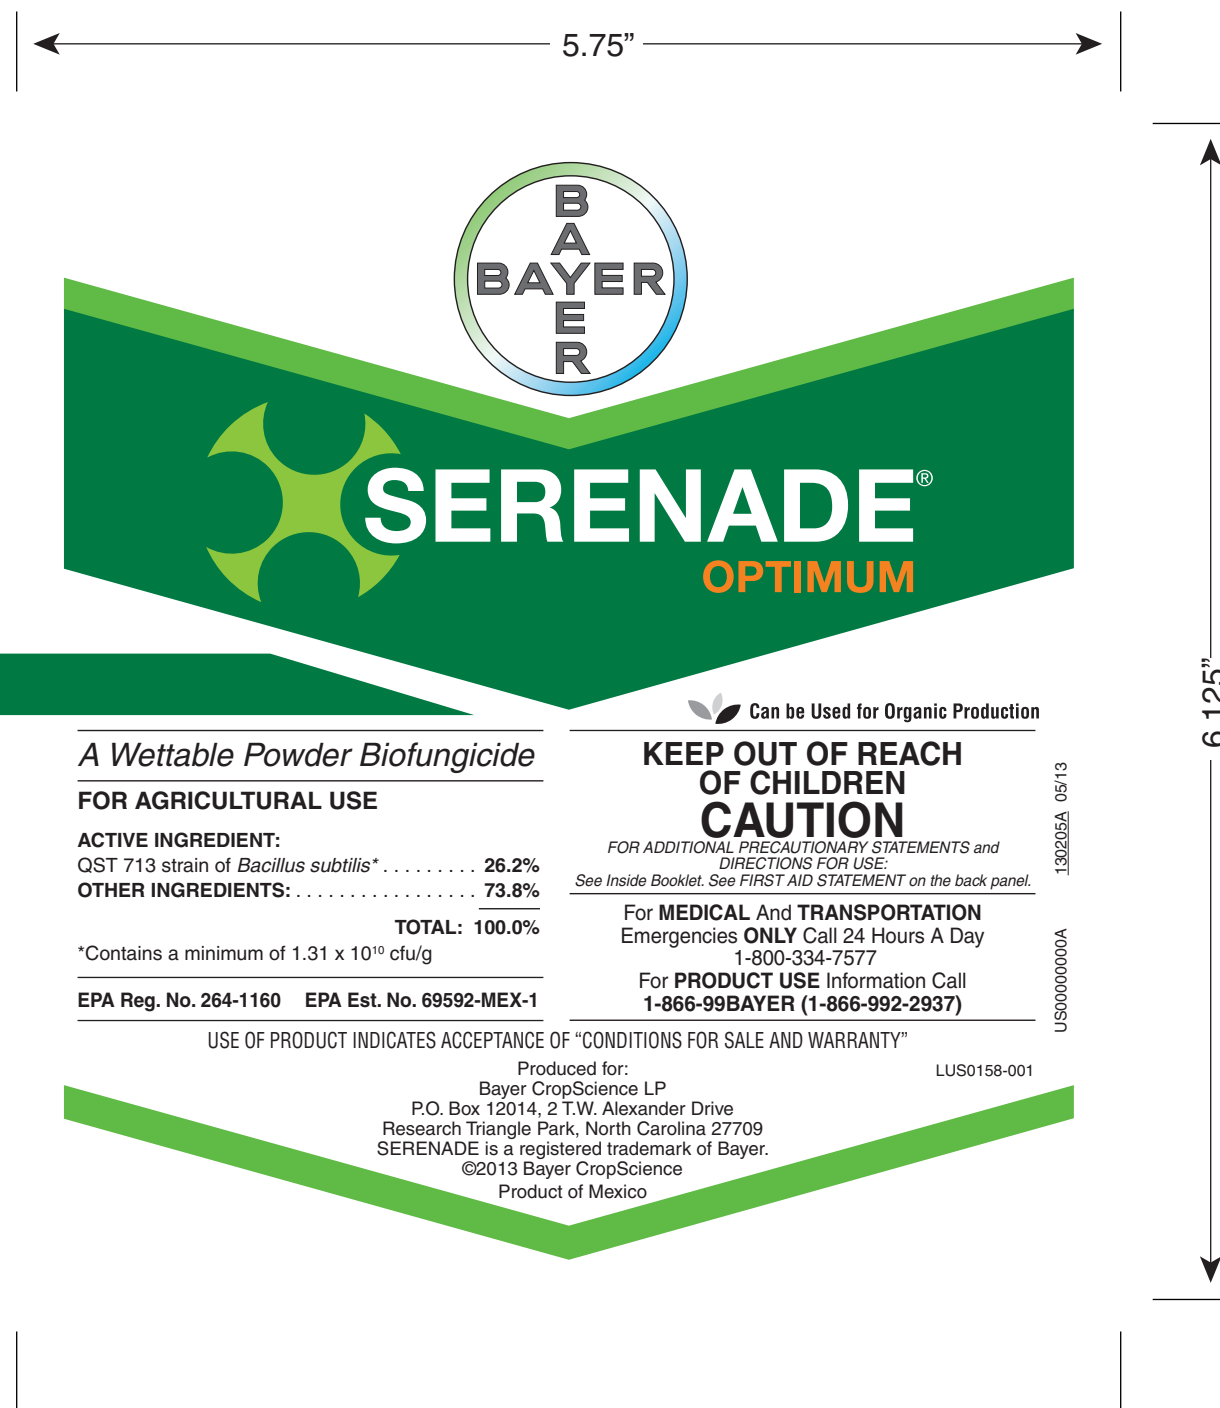 5.75”
BAYER
BAYER
SERENADE®
OPTIMUM
6.125”
Can be Used for Organic Production
A Wettable Powder Biofungicide
FOR AGRICULTURAL USE
ACTIVE INGREDIENT:
QST 713 strain of Bacillus subtilis* . . . . . . . . . 26.2%
OTHER INGREDIENTS: . . . . . . . . . . . . . . . . . 73.8%
TOTAL: 100.0%
*Contains a minimum of 1.31 x 10¹⁰ cfu/g
EPA Reg. No. 264-1160 EPA Est. No. 69592-MEX-1
KEEP OUT OF REACH
OF CHILDREN
CAUTION
FOR ADDITIONAL PRECAUTIONARY STATEMENTS and
DIRECTIONS FOR USE:
See Inside Booklet. See FIRST AID STATEMENT on the back panel.
For MEDICAL And TRANSPORTATION
Emergencies ONLY Call 24 Hours A Day
1-800-334-7577
For PRODUCT USE Information Call
1-866-99BAYER (1-866-992-2937)
130205A 05/13
US00000000A
USE OF PRODUCT INDICATES ACCEPTANCE OF “CONDITIONS FOR SALE AND WARRANTY”
Produced for:
Bayer CropScience LP
P.O. Box 12014, 2 T.W. Alexander Drive
Research Triangle Park, North Carolina 27709
SERENADE is a registered trademark of Bayer.
©2013 Bayer CropScience
Product of Mexico
LUS0158-001